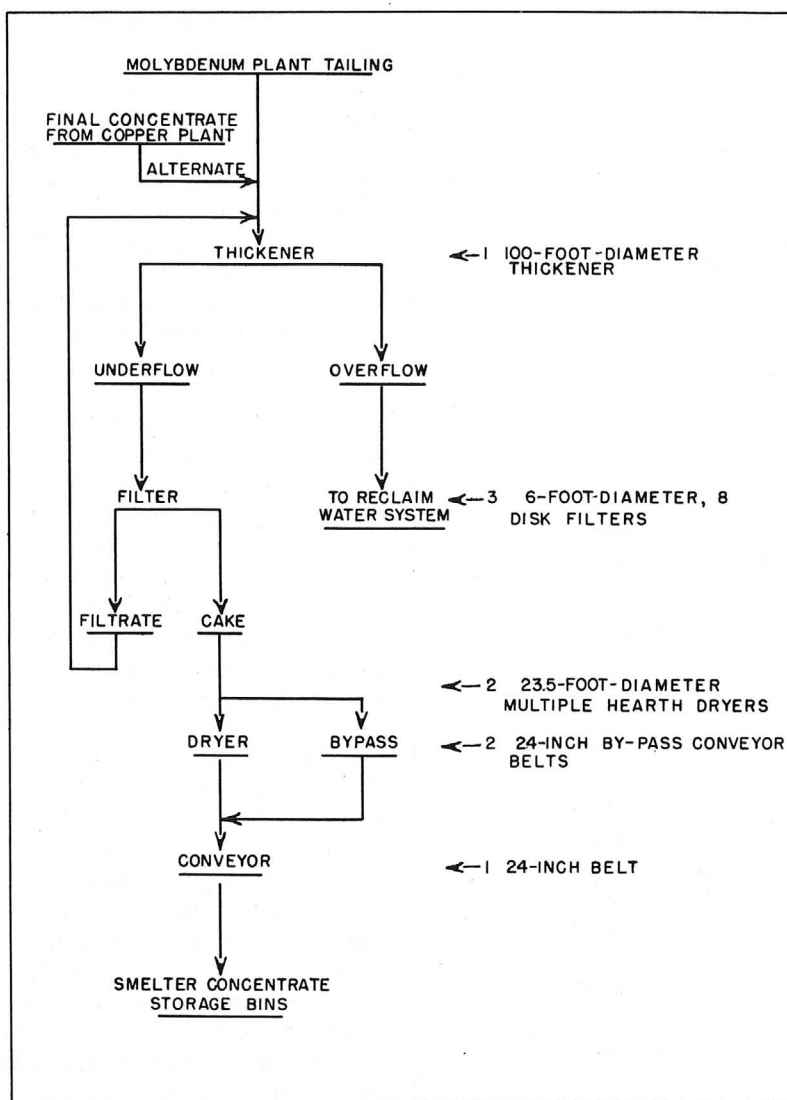 MOLYBDENUM PLANT TAILING
FINAL CONCENTRATE
FROM COPPER PLANT
ALTERNATE
THICKENER
1 100-FOOT-DIAMETER
THICKENER
UNDERFLOW
OVERFLOW
FILTER
TO RECLAIM
WATER SYSTEM
3 6-FOOT-DIAMETER, 8
DISK FILTERS
FILTRATE
CAKE
2 23.5-FOOT-DIAMETER
MULTIPLE HEARTH DRYERS
DRYER
BYPASS
2 24-INCH BY-PASS CONVEYOR
BELTS
CONVEYOR
1 24-INCH BELT
SMELTER CONCENTRATE
STORAGE BINS